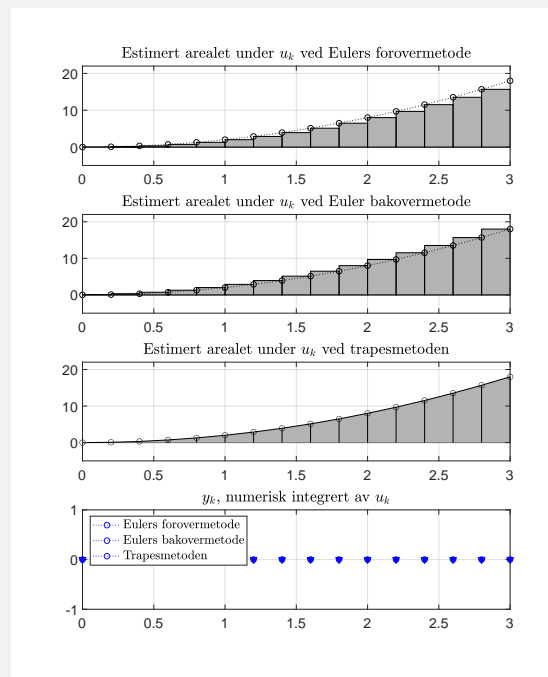 Estimert arealet under u_k ved Eulers forovermetode
20
10
0
0 0.5 1 1.5 2 2.5 3
Estimert arealet under u_k ved Euler bakovermetode
20
10
0
0 0.5 1 1.5 2 2.5 3
Estimert arealet under u_k ved trapesmetoden
20
10
0
0 0.5 1 1.5 2 2.5 3
y_k, numerisk integrert av u_k
1
Eulers forovermetode
Eulers bakovermetode
Trapesmetoden
0
-1
0 0.5 1 1.5 2 2.5 3